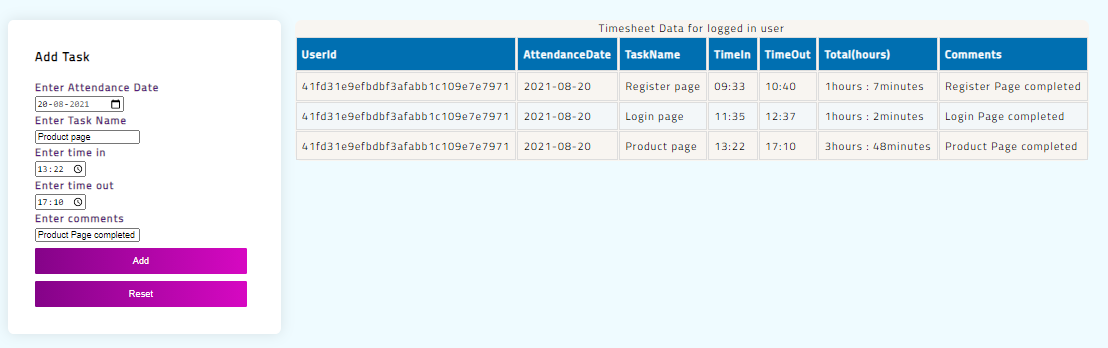 Add Task
Enter Attendance Date
20-08-2021
Enter Task Name
Product page
Enter time in
13:22
Enter time out
17:10
Enter comments
Product Page completed
Add
Reset
Timesheet Data for logged in user
UserId AttendanceDate TaskName TimeIn TimeOut Total(hours) Comments
41fd31e9efbdbf3afabb1c109e7e7971 2021-08-20 Register page 09:33 10:40 1hours : 7minutes Register Page completed
41fd31e9efbdbf3afabb1c109e7e7971 2021-08-20 Login page 11:35 12:37 1hours : 2minutes Login Page completed
41fd31e9efbdbf3afabb1c109e7e7971 2021-08-20 Product page 13:22 17:10 3hours : 48minutes Product Page completed